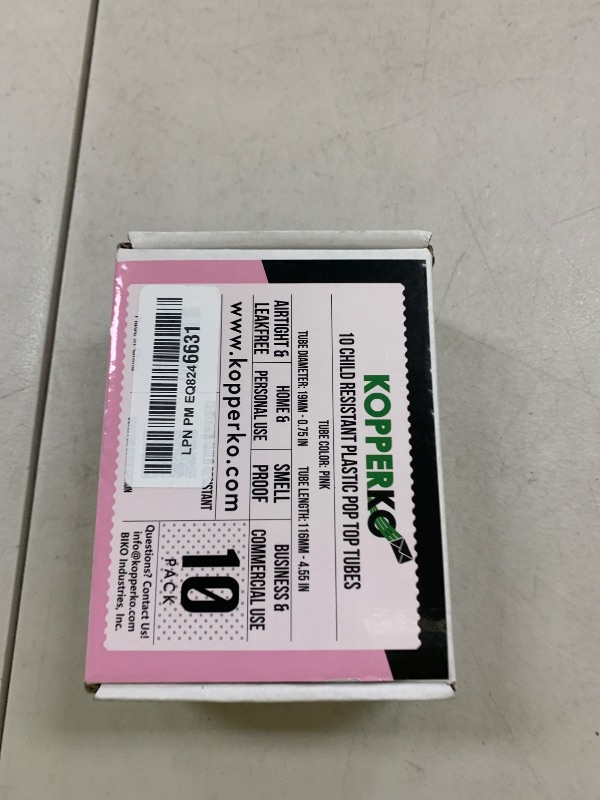 KOPPERKO
10 CHILD RESISTANT PLASTIC POP TOP TUBES
TUBE COLOR: PINK
TUBE DIAMETER: 19MM - 0.75 IN TUBE LENGTH: 116MM - 4.55 IN
AIRTIGHT & LEAKFREE
HOME & PERSONAL USE
SMELL PROOF
BUSINESS & COMMERCIAL USE
www.kopperko.com
LPN PM EQ8246631
10
PACK
Questions? Contact Us!
info@kopperko.com
BIKO Industries, Inc.